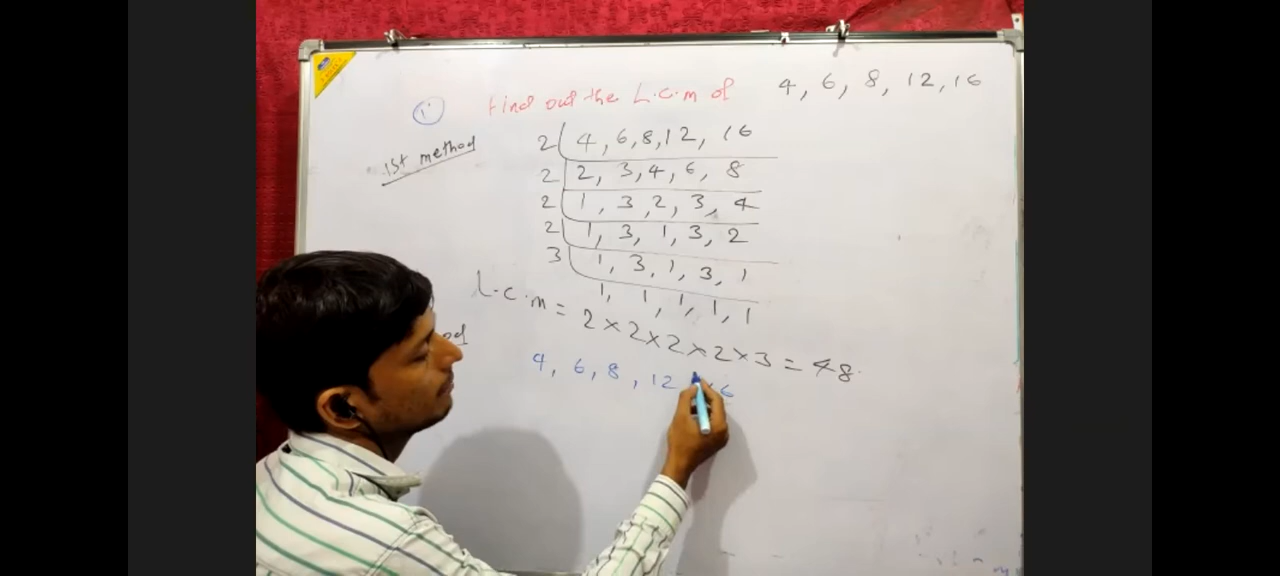 i Find out the L.C.M of 4, 6, 8, 12, 16
1st method
2 4, 6, 8, 12, 16
2 2, 3, 4, 6, 8
2 1, 3, 2, 3, 4
2 1, 3, 1, 3, 2
3 1, 3, 1, 3, 1
1, 1, 1, 1, 1
L.C.M = 2 × 2 × 2 × 2 × 3 = 48
4, 6, 8, 12, 16